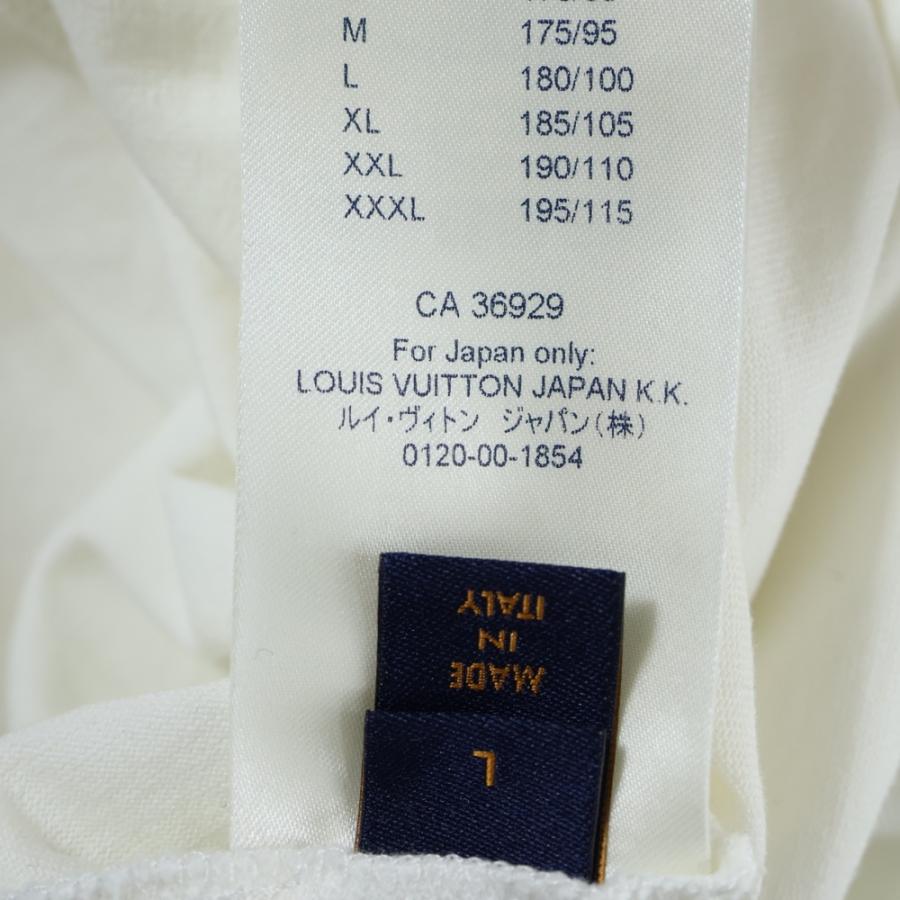 M 175/95
L 180/100
XL 185/105
XXL 190/110
XXXL 195/115
CA 36929
For Japan only:
LOUIS VUITTON JAPAN K.K.
ルイ・ヴィトン ジャパン(株)
0120-00-1854
MADE
IN
ITALY
L